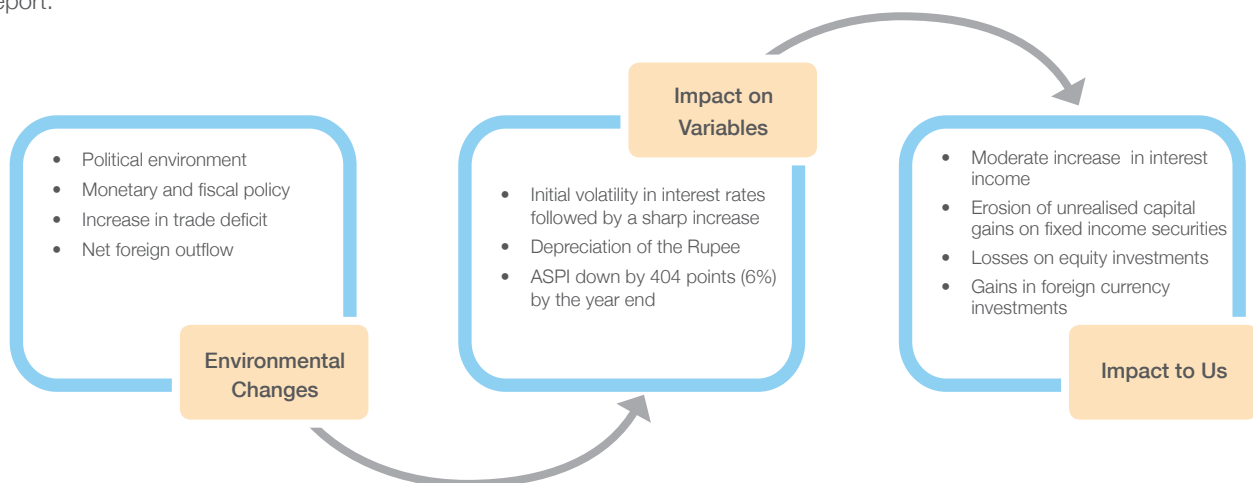 • Political environment
• Monetary and fiscal policy
• Increase in trade deficit
• Net foreign outflow
Environmental
Changes
Impact on
Variables
• Initial volatility in interest rates
followed by a sharp increase
• Depreciation of the Rupee
• ASPI down by 404 points (6%)
by the year end
• Moderate increase in interest
income
• Erosion of unrealised capital
gains on fixed income securities
• Losses on equity investments
• Gains in foreign currency
investments
Impact to Us